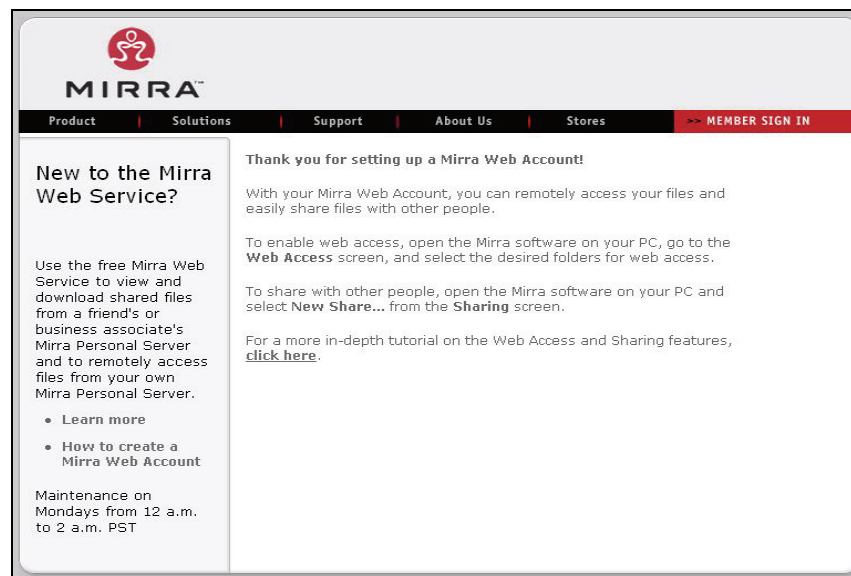 MIRRA™
Product | Solutions | Support | About Us | Stores >> MEMBER SIGN IN
New to the Mirra
Web Service?
Use the free Mirra Web
Service to view and
download shared files
from a friend's or
business associate's
Mirra Personal Server
and to remotely access
files from your own
Mirra Personal Server.
• Learn more
• How to create a
Mirra Web Account
Maintenance on
Mondays from 12 a.m.
to 2 a.m. PST
Thank you for setting up a Mirra Web Account!
With your Mirra Web Account, you can remotely access your files and
easily share files with other people.
To enable web access, open the Mirra software on your PC, go to the
Web Access screen, and select the desired folders for web access.
To share with other people, open the Mirra software on your PC and
select New Share... from the Sharing screen.
For a more in-depth tutorial on the Web Access and Sharing features,
click here.